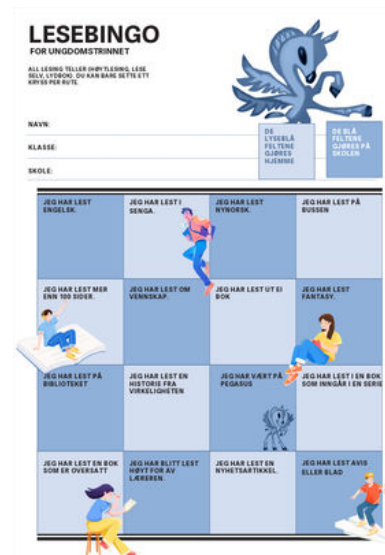 LESEBINGO
FOR UNGDOMSTRINNET
ALL LESING TELLER (HØYTLESING, LESE
SELV, LYDBOK). DU KAN BARE SETTE ETT
KRYSS PER RUTE.
NAVN:
KLASSE:
SKOLE:
DE
LYSEBLÅ
FELTENE
GJØRES
HJEMME
DE BLÅ
FELTENE
GJØRES PÅ
SKOLEN
JEG HAR LEST
ENGELSK.
JEG HAR LEST I
SENGA.
JEG HAR LEST
NYNORSK.
JEG HAR LEST PÅ
BUSSEN
JEG HAR LEST MER
ENN 100 SIDER.
JEG HAR LEST OM
VENNSKAP.
JEG HAR LEST UT EI
BOK
JEG HAR LEST
FANTASY.
JEG HAR LEST PÅ
BIBLIOTEKET
JEG HAR LEST EN
HISTORIE FRA
VIRKELIGHETEN
JEG HAR VÆRT PÅ
PEGASUS
JEG HAR LEST I EN BOK
SOM INNGÅR I EN SERIE
JEG HAR LEST EN BOK
SOM ER OVERSATT
JEG HAR BLITT LEST
HØYT FOR AV
LÆREREN.
JEG HAR LEST EN
NYHETSARTIKKEL.
JEG HAR LEST AVIS
ELLER BLAD